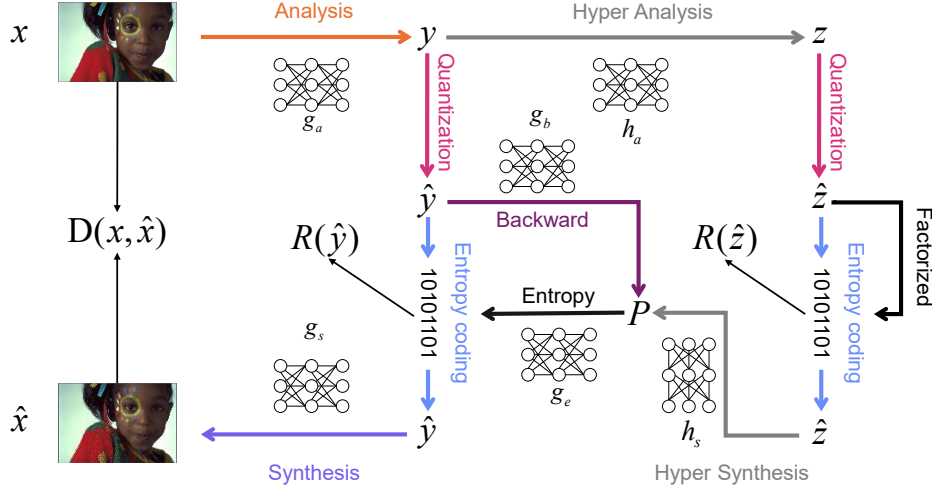 Analysis
Hyper Analysis
x
y
z
g_a
Quantization
g_b
h_a
Quantization
ŷ
ẑ
Backward
Factorized
D(x, x̂)
R(ŷ)
R(ẑ)
Entropy coding
10101101
Entropy
P
Entropy coding
10101101
g_s
g_e
h_s
x̂
ŷ
ẑ
Synthesis
Hyper Synthesis